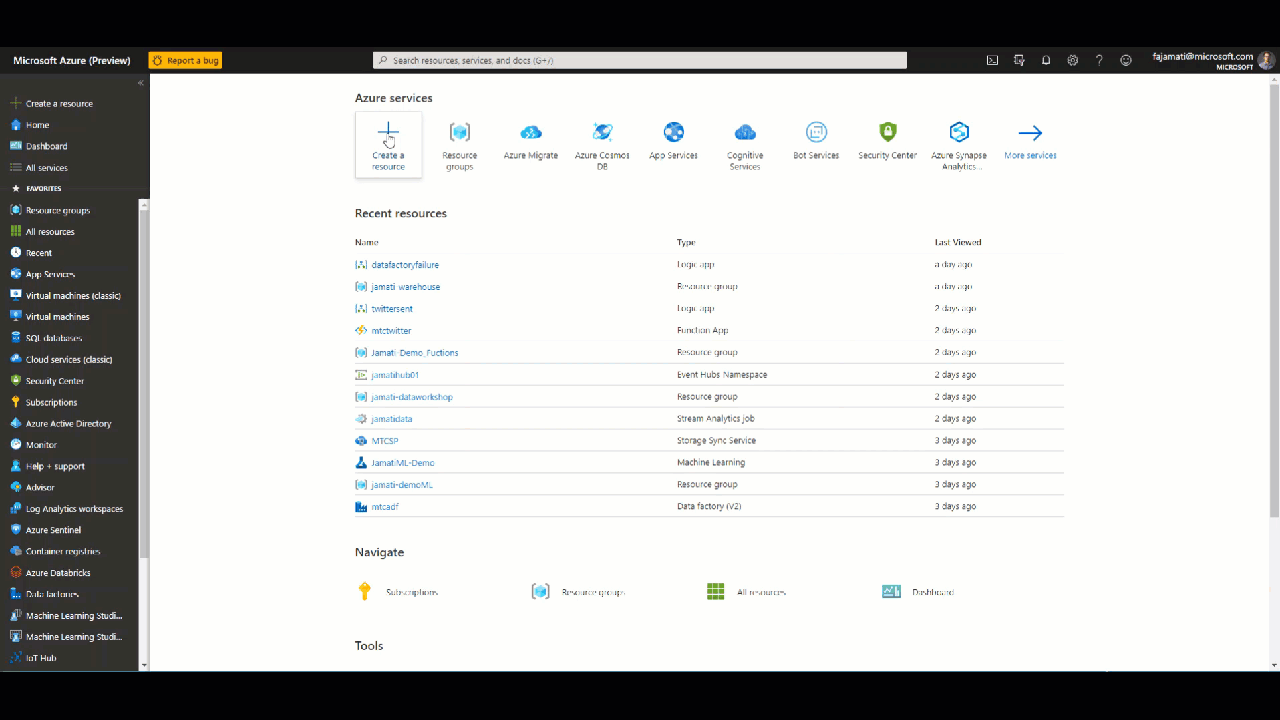 Microsoft Azure (Preview)
Report a bug
Search resources, services, and docs (G+/)
fajamati@microsoft.com
MICROSOFT
Create a resource
Home
Dashboard
All services
FAVORITES
Resource groups
All resources
Recent
App Services
Virtual machines (classic)
Virtual machines
SQL databases
Cloud services (classic)
Security Center
Subscriptions
Azure Active Directory
Monitor
Help + support
Advisor
Log Analytics workspaces
Azure Sentinel
Container registries
Azure Databricks
Data factories
Machine Learning Studi...
Machine Learning Studi...
IoT Hub
Azure services
Create a
resource
Resource
groups
Azure Migrate
Azure Cosmos
DB
App Services
Cognitive
Services
Bot Services
Security Center
Azure Synapse
Analytics...
More services
Recent resources
Name Type Last Viewed
datafactoryfailure Logic app a day ago
jamati-warehouse Resource group a day ago
twittersent Logic app 2 days ago
mtctwitter Function App 2 days ago
Jamati-Demo_Fuctions Resource group 2 days ago
jamatihub01 Event Hubs Namespace 2 days ago
jamati-dataworkshop Resource group 2 days ago
jamatidata Stream Analytics job 2 days ago
MTCSP Storage Sync Service 3 days ago
JamatiML-Demo Machine Learning 3 days ago
jamati-demoML Resource group 3 days ago
mtcadf Data factory (V2) 3 days ago
Navigate
Subscriptions Resource groups All resources Dashboard
Tools